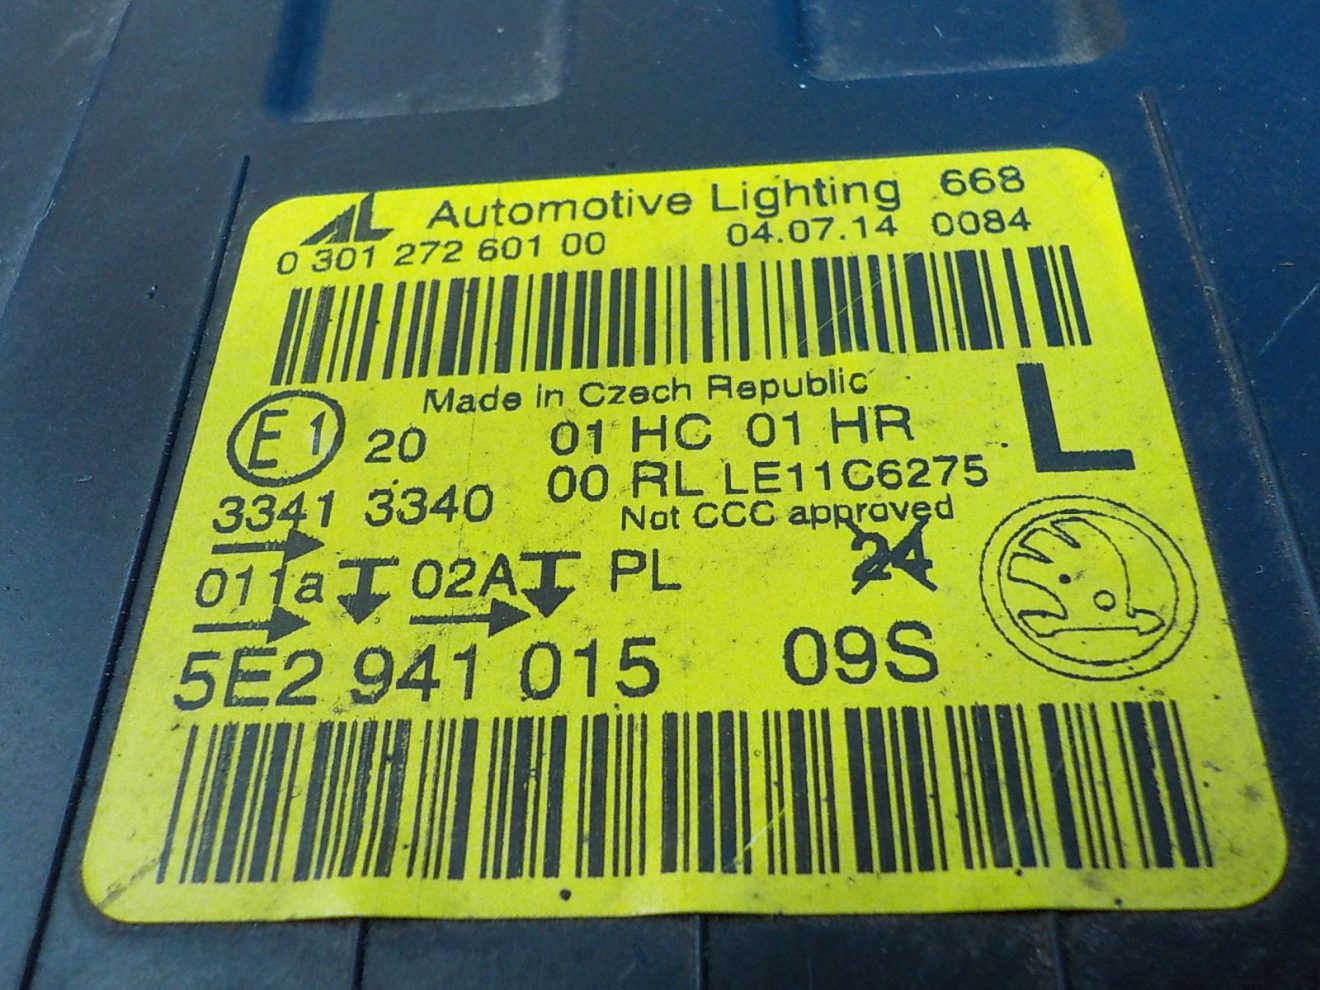 AL Automotive Lighting 668
0 301 272 601 00 04.07.14 0084
Made in Czech Republic
E1 20 01 HC 01 HR L
3341 3340 00 RL LE11C6275
Not CCC approved
011a 02A PL 24
5E2 941 015 09S